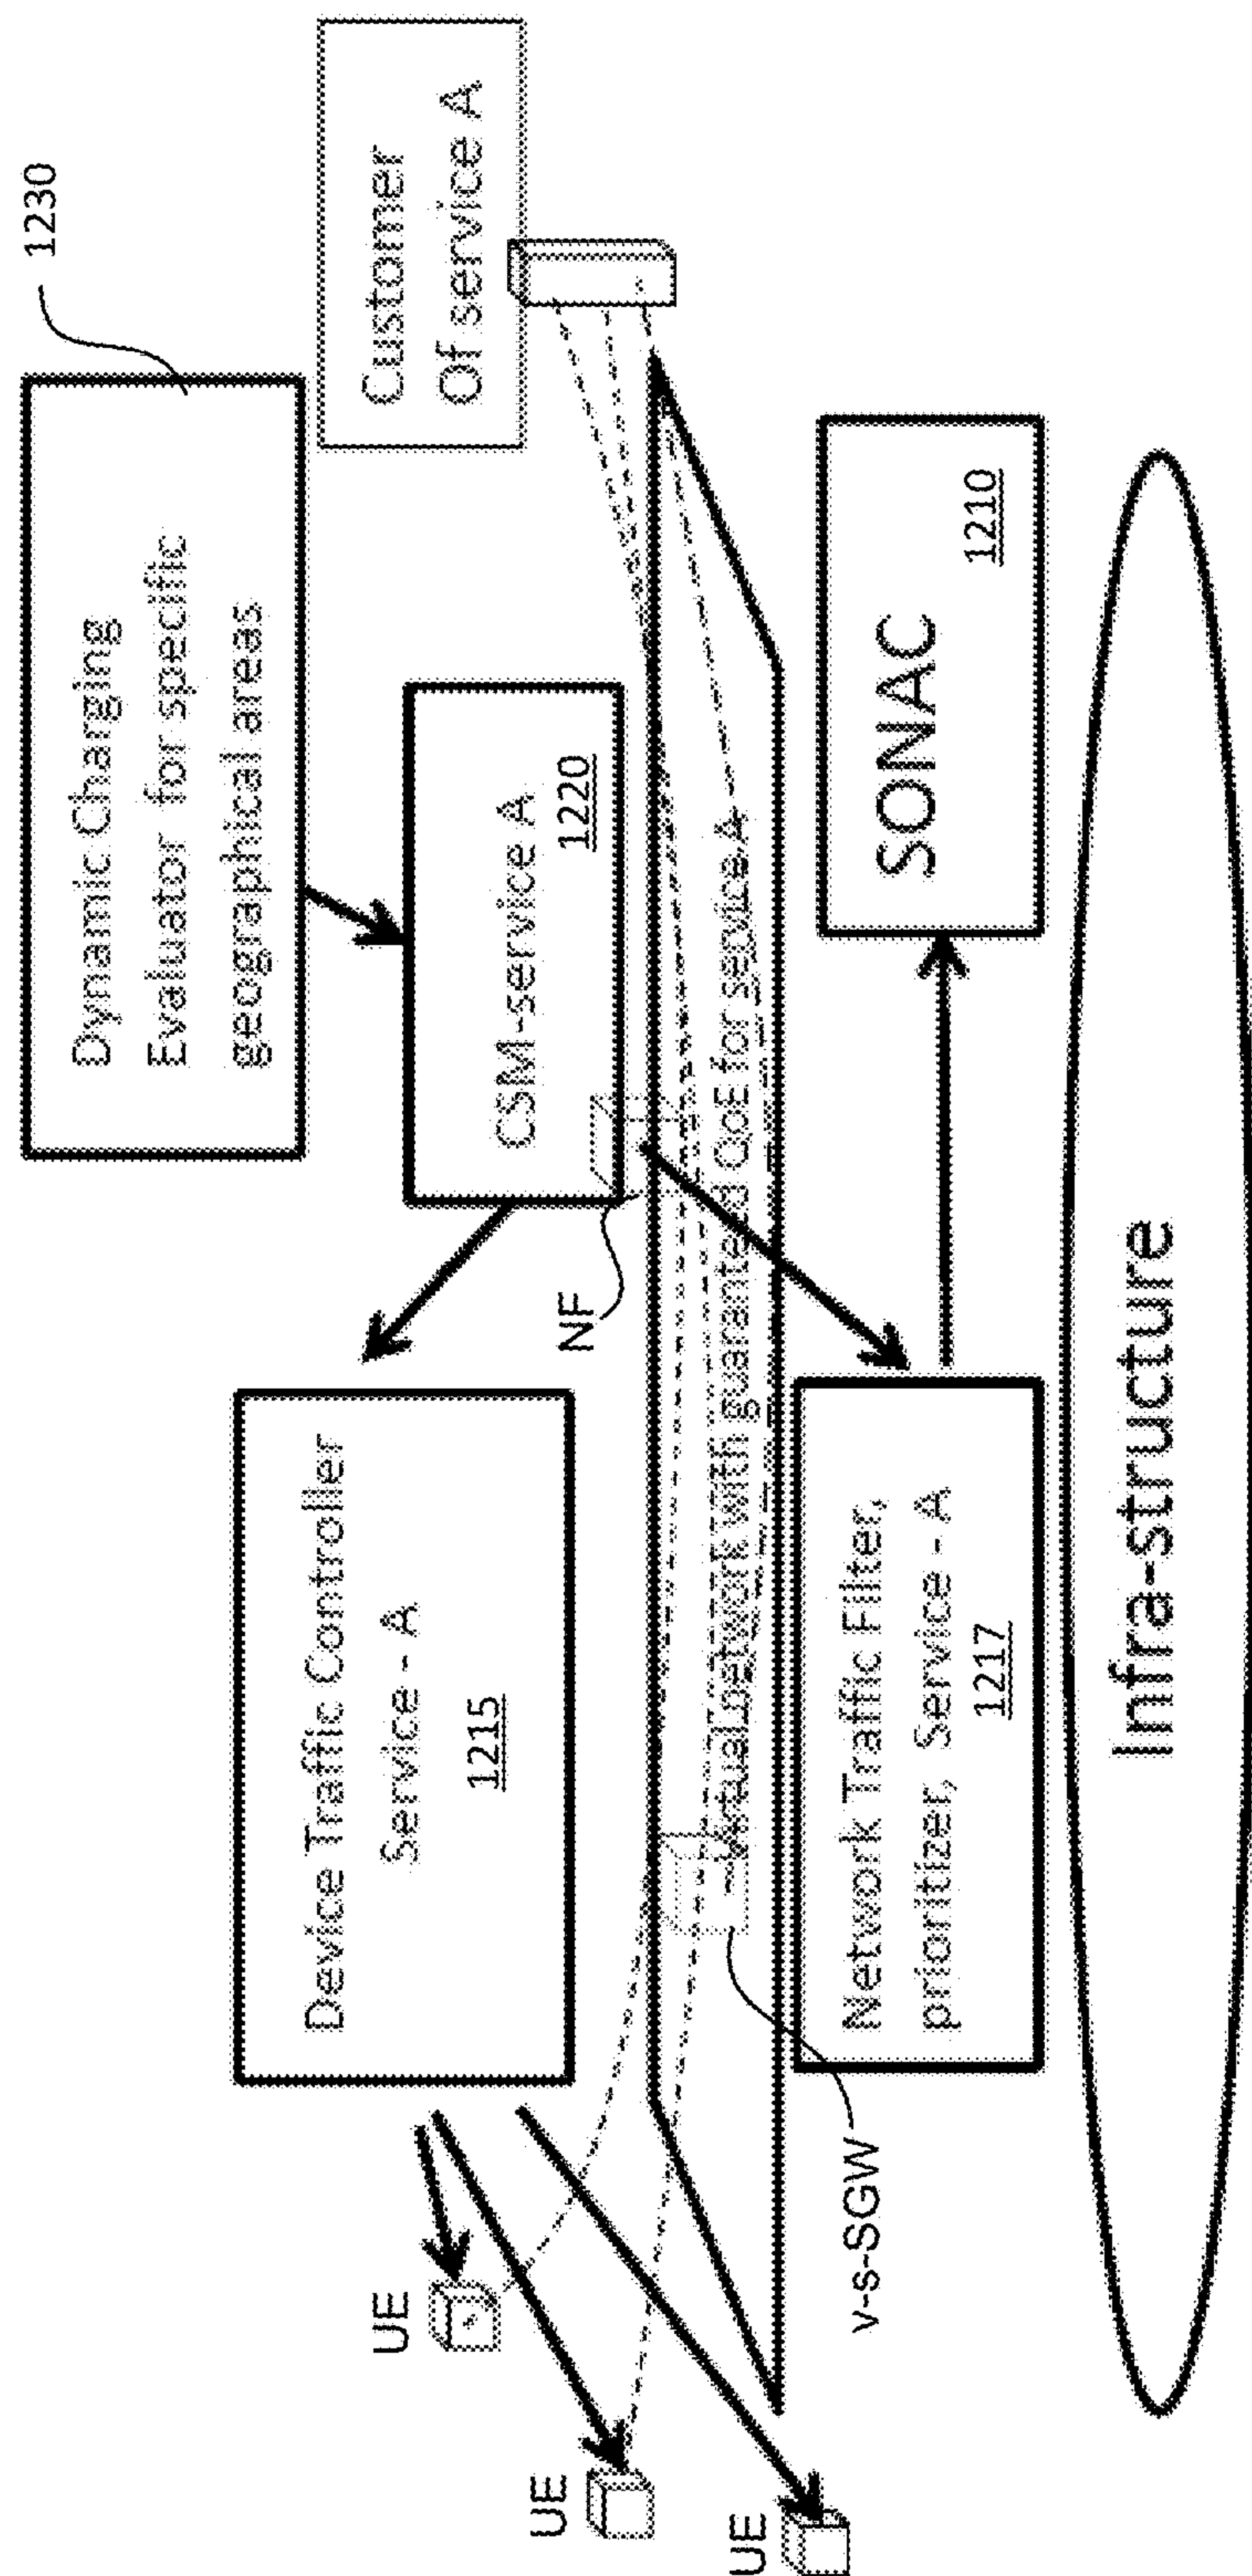 1230
Dynamic Charging
Evaluator for specific
geographical areas
Customer
Of service A
CSM-service A
1220
Device Traffic Controller
Service - A
1215
NF
UE
UE
UE
Virtual network with guaranteed QoE for service A
v-s-SGW
Network Traffic Filter,
prioritizer, Service - A
1217
SONAC
1210
Infra-structure